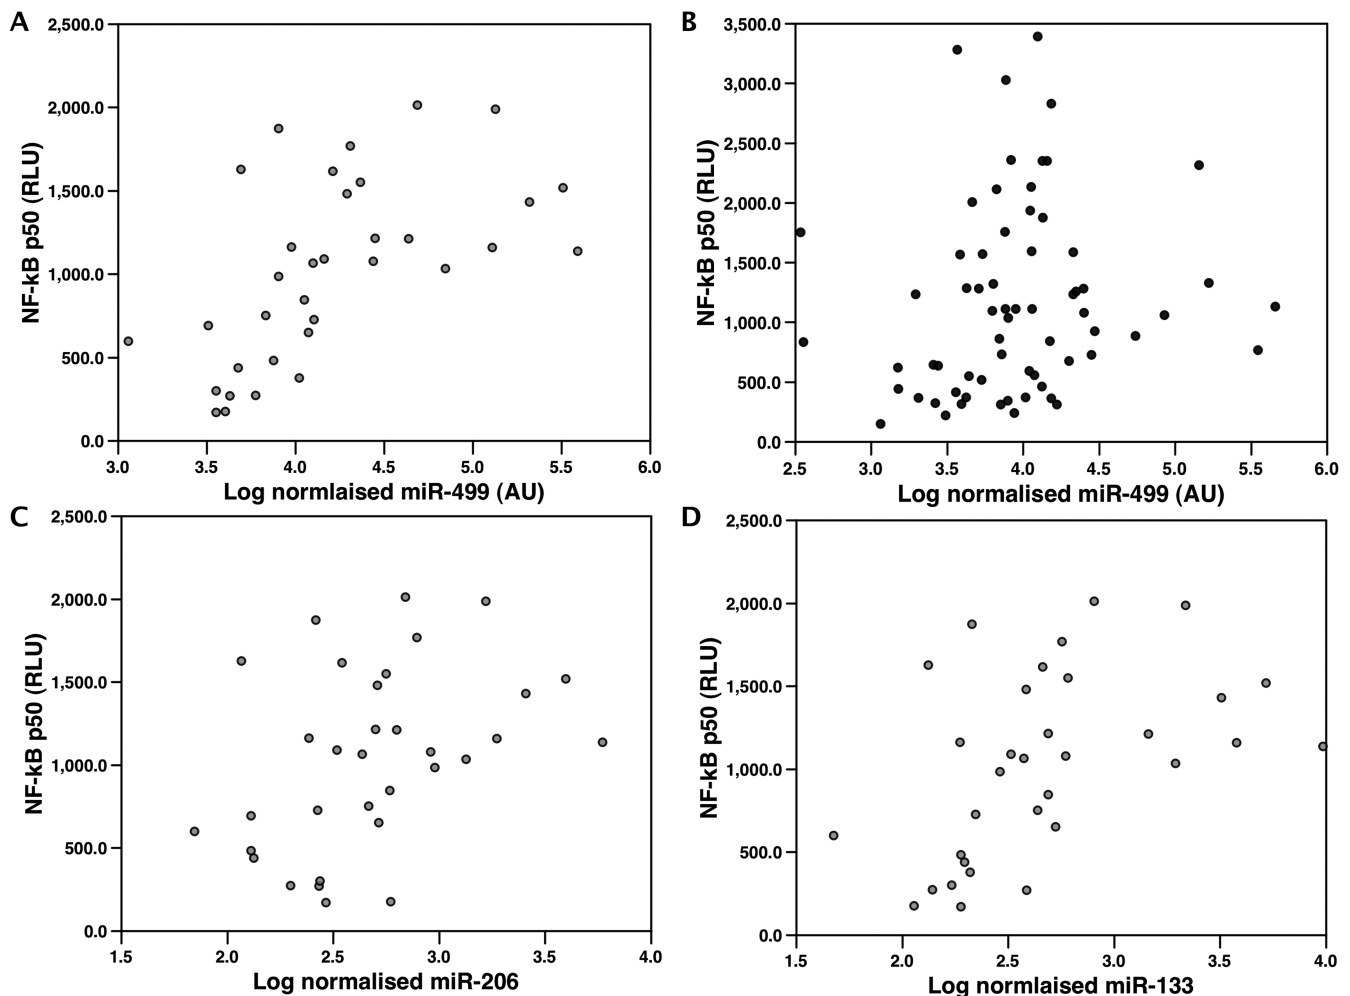 A
2,500.0
2,000.0
1,500.0
1,000.0
500.0
0.0
NF-kB p50 (RLU)
3.0 3.5 4.0 4.5 5.0 5.5 6.0
Log normlaised miR-499 (AU)
B
3,500.0
3,000.0
2,500.0
2,000.0
1,500.0
1,000.0
500.0
0.0
NF-kB p50 (RLU)
2.5 3.0 3.5 4.0 4.5 5.0 5.5 6.0
Log normalised miR-499 (AU)
C
2,500.0
2,000.0
1,500.0
1,000.0
500.0
0.0
NF-kB p50 (RLU)
1.5 2.0 2.5 3.0 3.5 4.0
Log normalised miR-206
D
2,500.0
2,000.0
1,500.0
1,000.0
500.0
0.0
NF-kB p50 (RLU)
1.5 2.0 2.5 3.0 3.5 4.0
Log normlaised miR-133